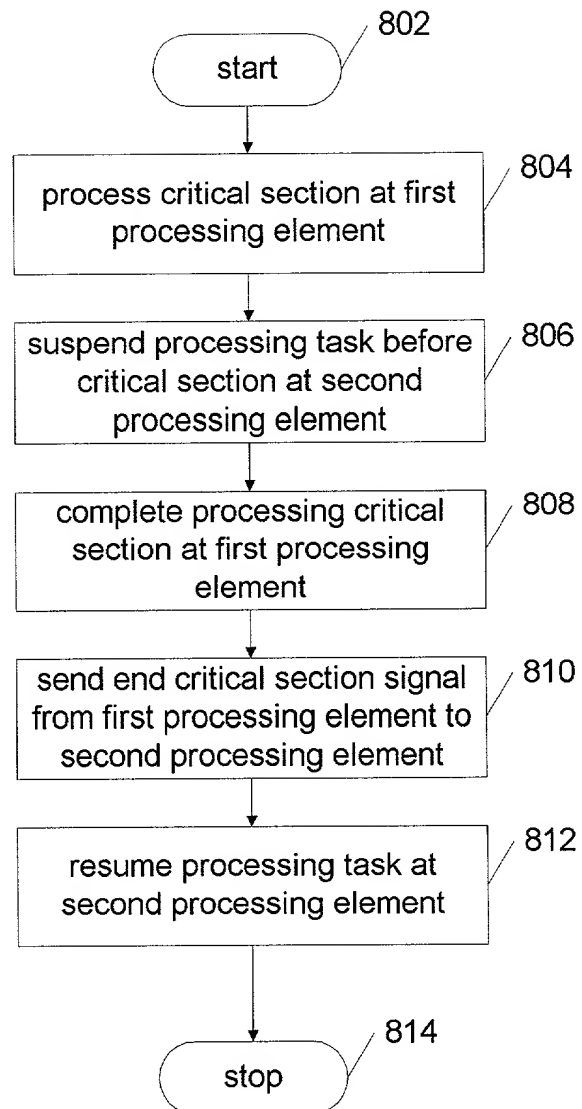 802
start
804
process critical section at first
processing element
806
suspend processing task before
critical section at second
processing element
808
complete processing critical
section at first processing
element
810
send end critical section signal
from first processing element to
second processing element
812
resume processing task at
second processing element
814
stop